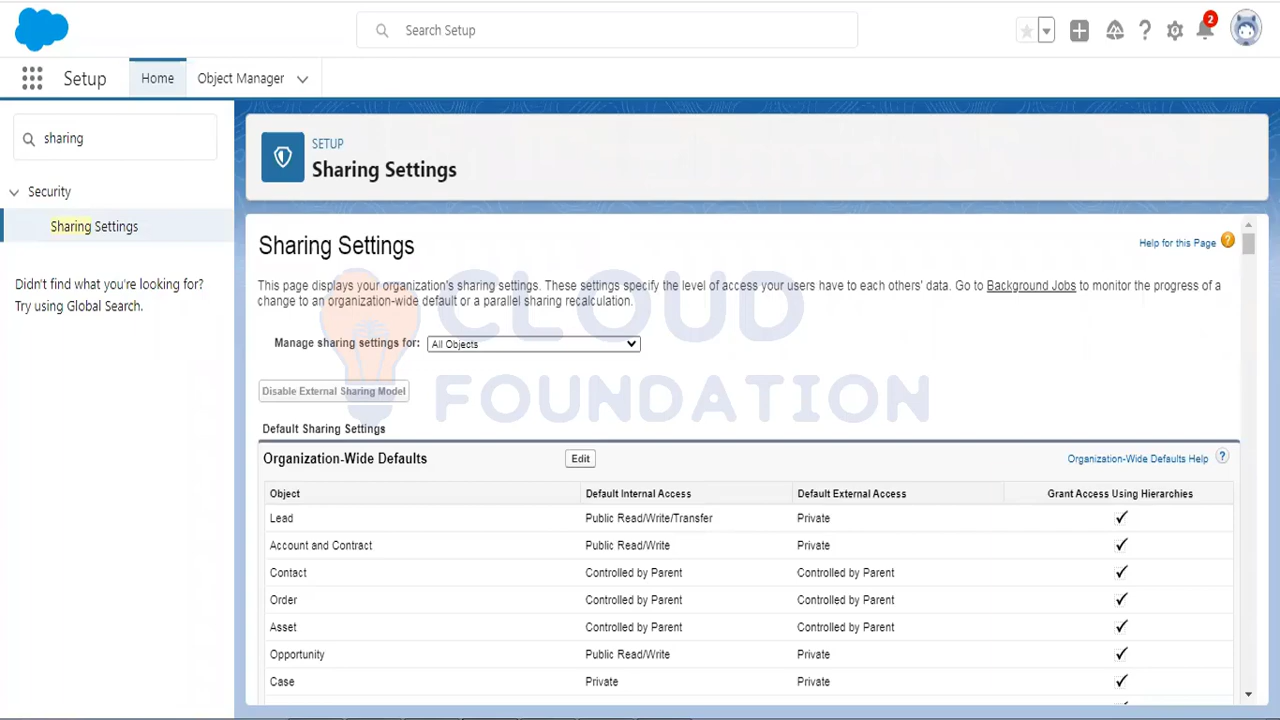 Search Setup
2
Setup
Home
Object Manager
sharing
Security
Sharing Settings
Didn't find what you're looking for?
Try using Global Search.
SETUP
Sharing Settings
Sharing Settings
Help for this Page
This page displays your organization's sharing settings. These settings specify the level of access your users have to each others' data. Go to Background Jobs to monitor the progress of a
change to an organization-wide default or a parallel sharing recalculation.
Manage sharing settings for: All Objects
Disable External Sharing Model
CLOUD
FOUNDATION
Default Sharing Settings
Organization-Wide Defaults Edit Organization-Wide Defaults Help ?
Object Default Internal Access Default External Access Grant Access Using Hierarchies
Lead Public Read/Write/Transfer Private ✓
Account and Contract Public Read/Write Private ✓
Contact Controlled by Parent Controlled by Parent ✓
Order Controlled by Parent Controlled by Parent ✓
Asset Controlled by Parent Controlled by Parent ✓
Opportunity Public Read/Write Private ✓
Case Private Private ✓